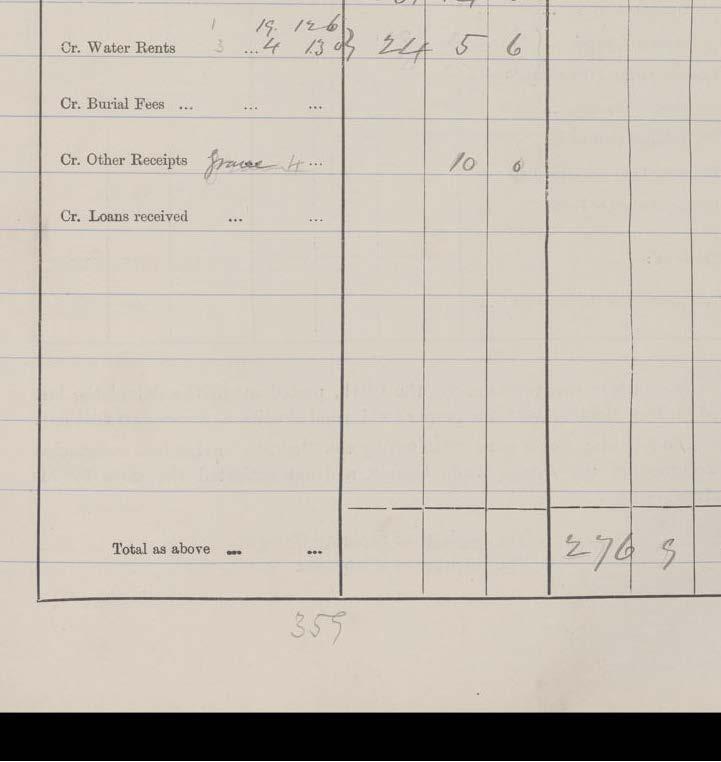 1 19. 12 6
Cr. Water Rents 3 ... 4 13 0 } 24 5 6
Cr. Burial Fees ... ... ...
Cr. Other Receipts ... 10 0
Cr. Loans received ... ...
Total as above ... ... 276 9
359